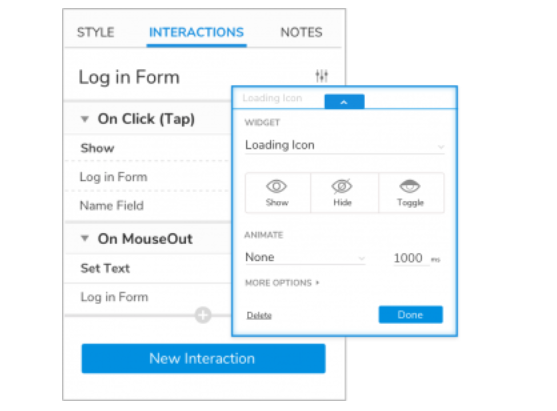 STYLE INTERACTIONS NOTES
Log in Form
On Click (Tap)
Show
Log in Form
Name Field
On MouseOut
Set Text
Log in Form
New Interaction
Loading Icon
WIDGET
Loading Icon
Show Hide Toggle
ANIMATE
None 1000 ms
MORE OPTIONS
Delete Done